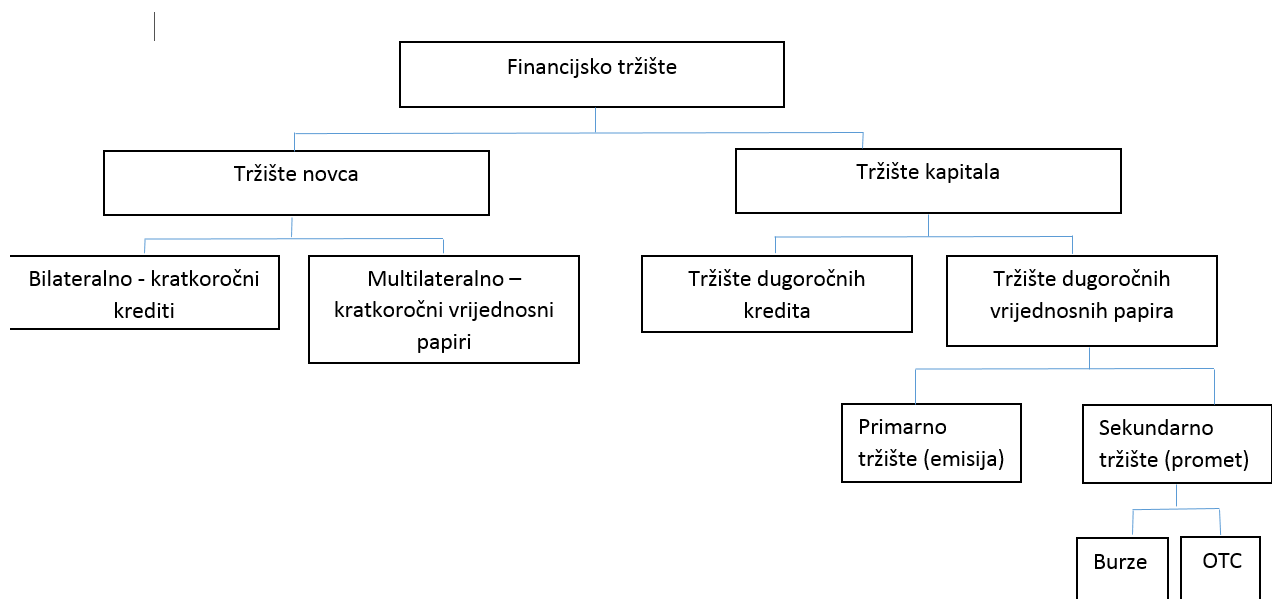 Financijsko tržište
Tržište novca
Tržište kapitala
Bilateralno - kratkoročni
krediti
Multilateralno –
kratkoročni vrijednosni
papiri
Tržište dugoročnih
kredita
Tržište dugoročnih
vrijednosnih papira
Primarno
tržište (emisija)
Sekundarno
tržište (promet)
Burze
OTC